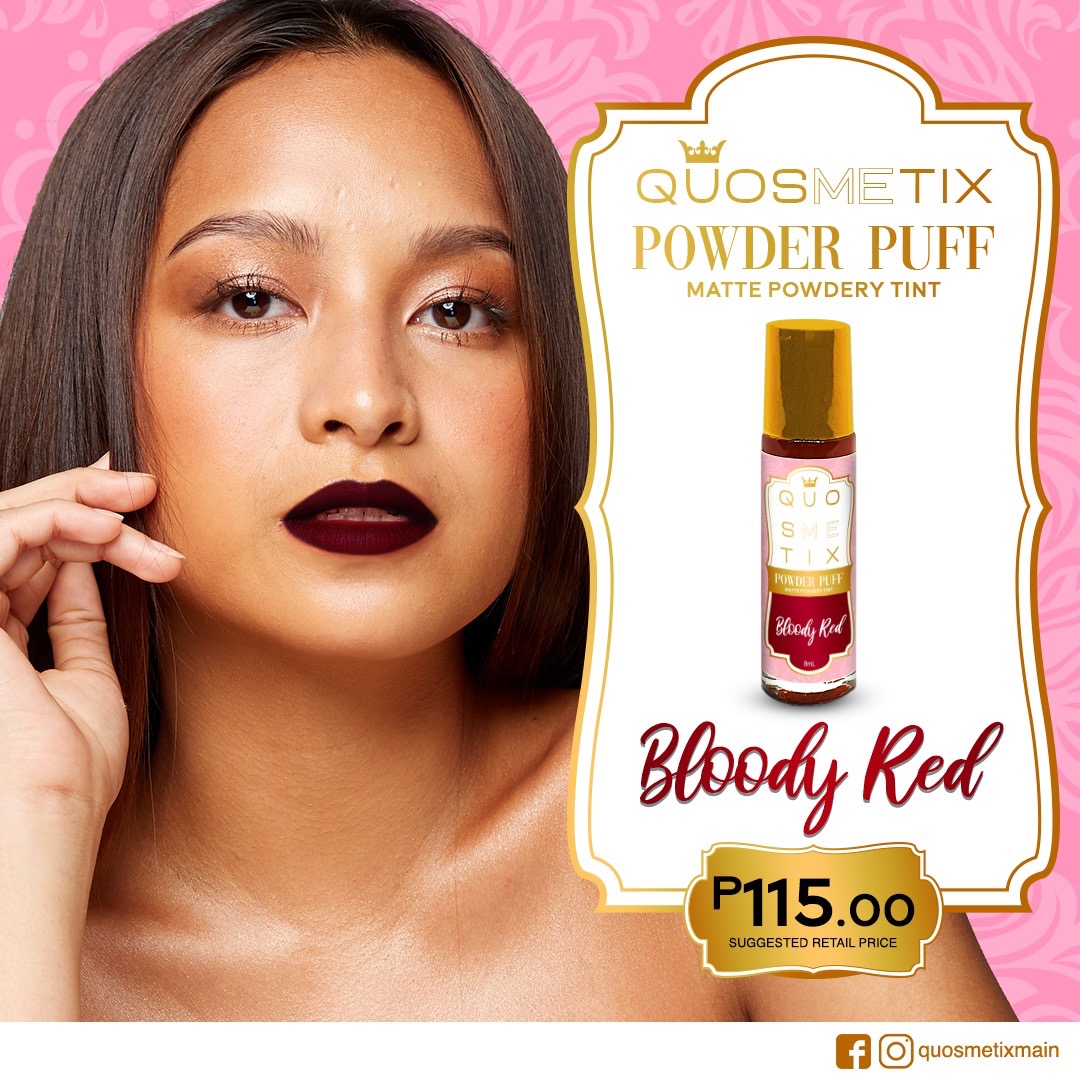 QUOSMETIX
POWDER PUFF
MATTE POWDERY TINT
QUO
SME
TIX
POWDER PUFF
MATTE POWDERY TINT
Bloody Red
8mL
Bloody Red
P115.00
SUGGESTED RETAIL PRICE
quosmetixmain